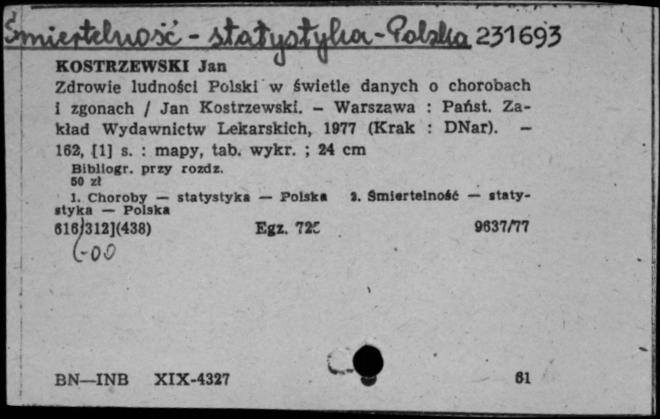 Śmiertelność - statystyka - Polska 231693
KOSTRZEWSKI Jan
Zdrowie ludności Polski w świetle danych o chorobach
i zgonach / Jan Kostrzewski. — Warszawa : Państ. Za-
kład Wydawnictw Lekarskich, 1977 (Krak : DNar). —
162, [1] s. : mapy, tab. wykr. ; 24 cm
Bibliogr. przy rozdz.
50 zł
1. Choroby — statystyka — Polska 2. Śmiertelność — staty-
styka — Polska
616/312](438) Egz. 725 9637/77
(-00
BN—INB XIX-4327 61